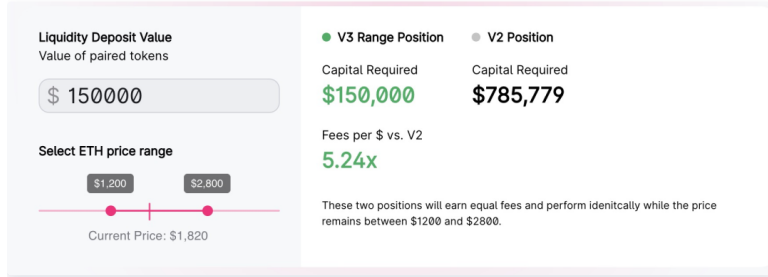 Liquidity Deposit Value
Value of paired tokens
$ 150000
Select ETH price range
$1,200
$2,800
Current Price: $1,820
V3 Range Position
V2 Position
Capital Required
Capital Required
$150,000
$785,779
Fees per $ vs. V2
5.24x
These two positions will earn equal fees and perform idenitcally while the price
remains between $1200 and $2800.